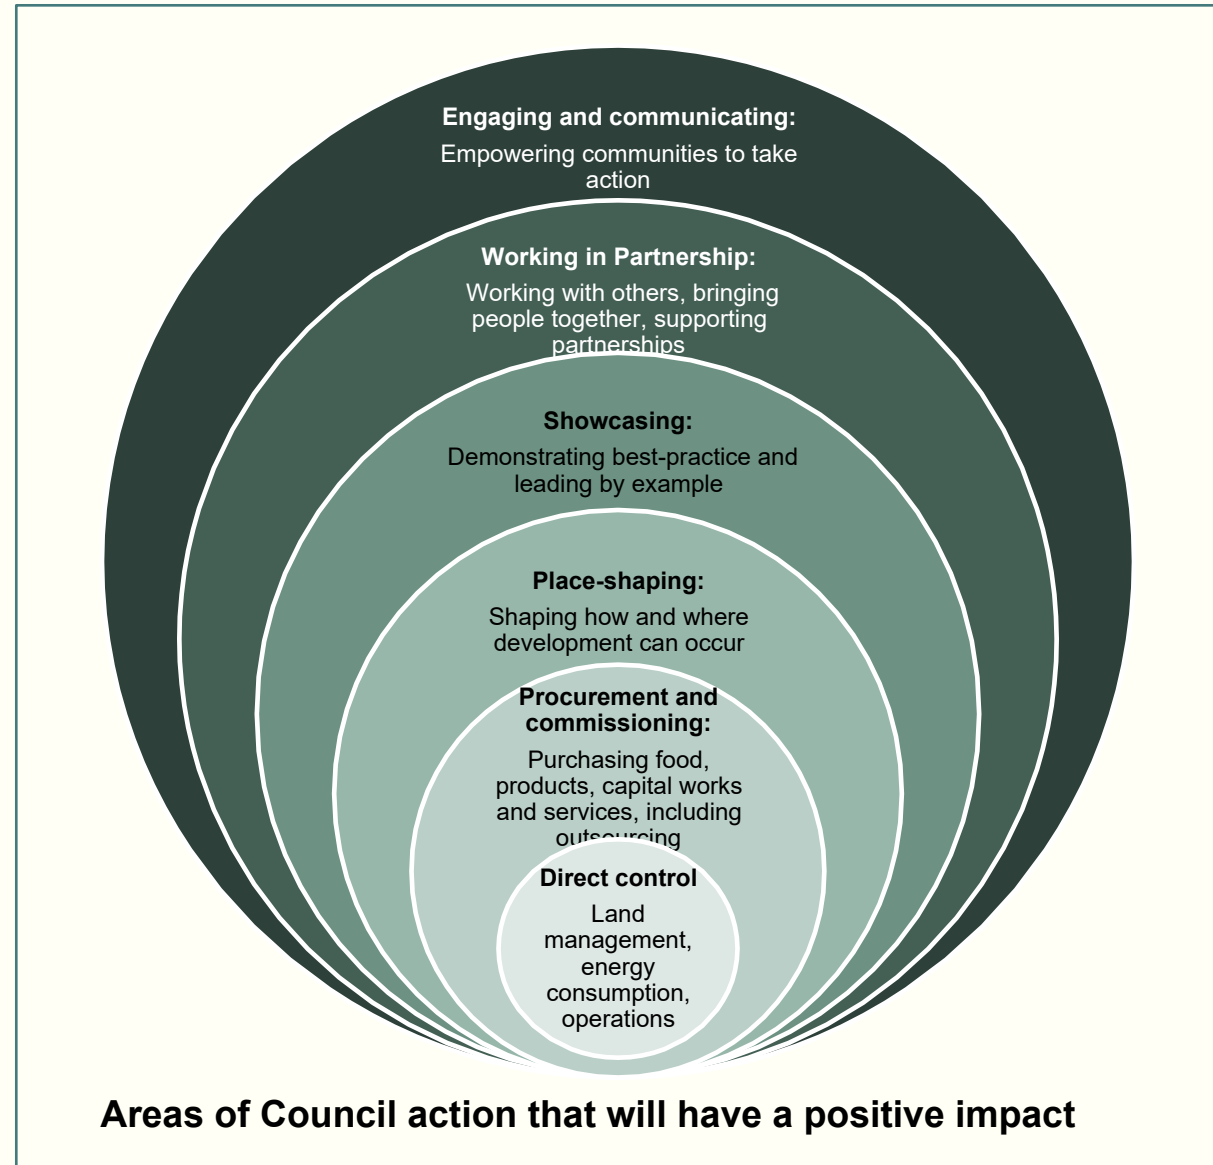 Engaging and communicating:
Empowering communities to take
action
Working in Partnership:
Working with others, bringing
people together, supporting
partnerships
Showcasing:
Demonstrating best-practice and
leading by example
Place-shaping:
Shaping how and where
development can occur
Procurement and
commissioning:
Purchasing food,
products, capital works
and services, including
outsourcing
Direct control
Land
management,
energy
consumption,
operations
Areas of Council action that will have a positive impact